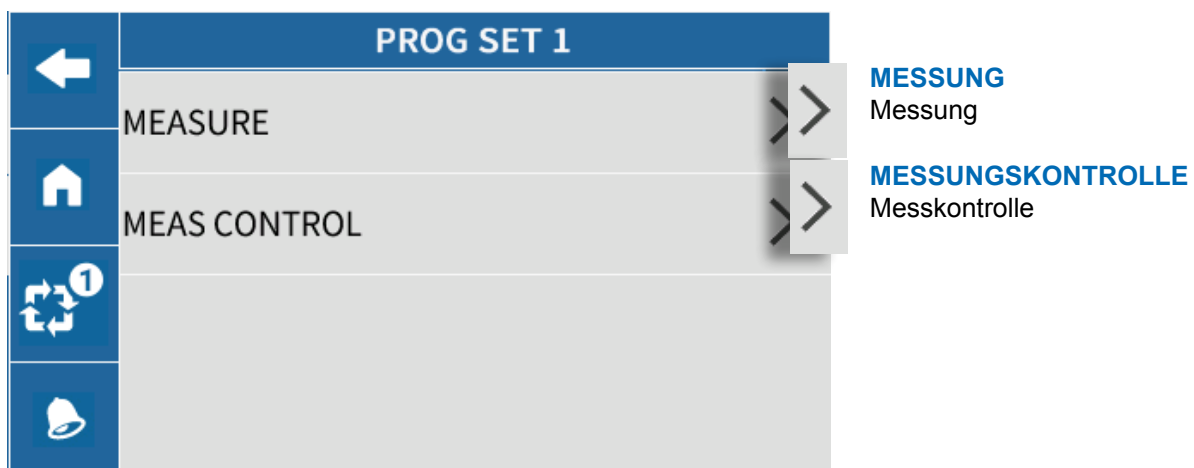 PROG SET 1
MEASURE
MESSUNG
Messung
MEAS CONTROL
MESSUNGSKONTROLLE
Messkontrolle
1